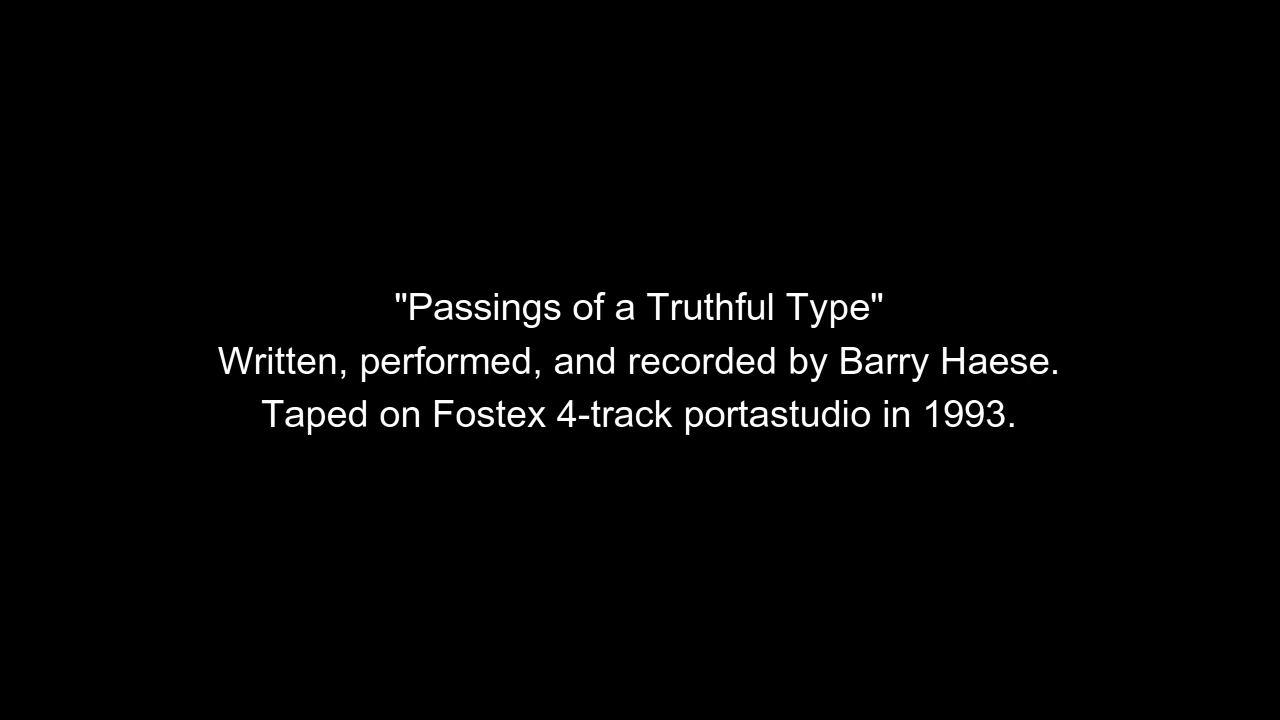 "Passings of a Truthful Type"
Written, performed, and recorded by Barry Haese.
Taped on Fostex 4-track portastudio in 1993.